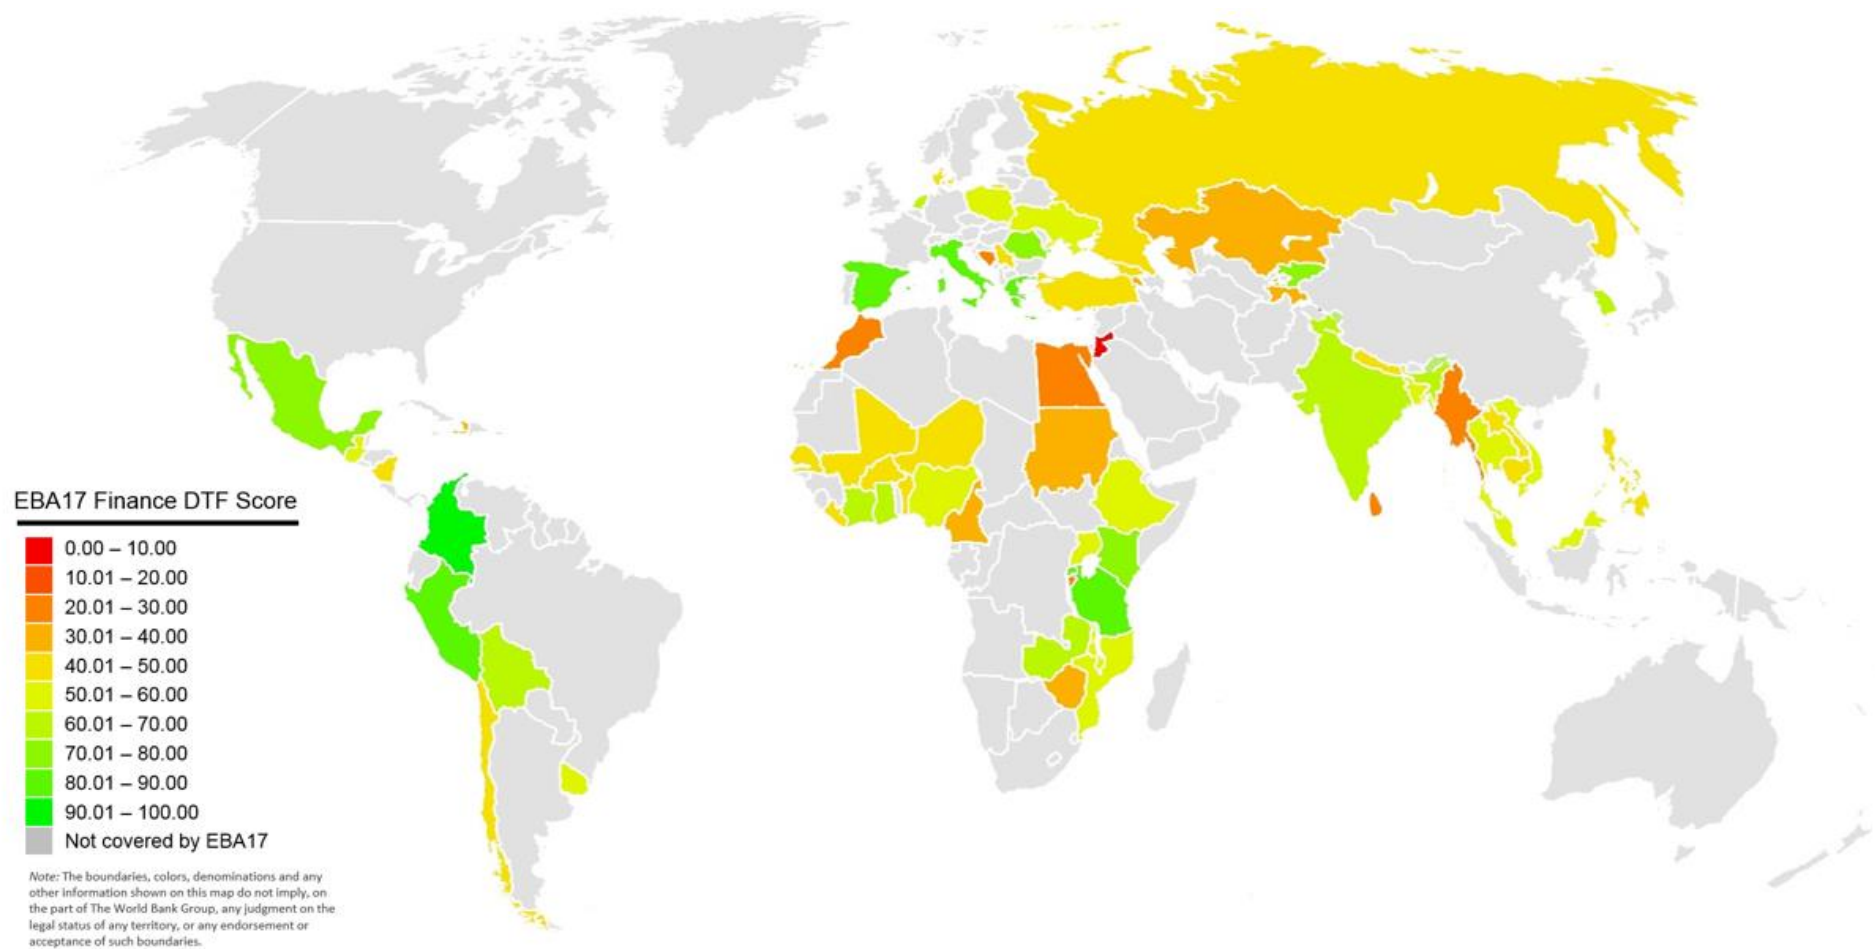 EBA17 Finance DTF Score
0.00 – 10.00
10.01 – 20.00
20.01 – 30.00
30.01 – 40.00
40.01 – 50.00
50.01 – 60.00
60.01 – 70.00
70.01 – 80.00
80.01 – 90.00
90.01 – 100.00
Not covered by EBA17
Note: The boundaries, colors, denominations and any
other information shown on this map do not imply, on
the part of The World Bank Group, any judgment on the
legal status of any territory, or any endorsement or
acceptance of such boundaries.